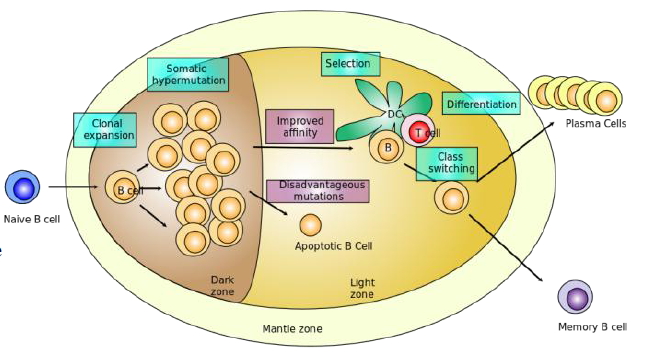 Somatic
hypermutation
Selection
Differentiation
Clonal
expansion
Improved
affinity
DC
T cell
B
Plasma Cells
Class
switching
B cell
Disadvantageous
mutations
Naive B cell
Apoptotic B Cell
Dark
zone
Light
zone
Mantle zone
Memory B cell